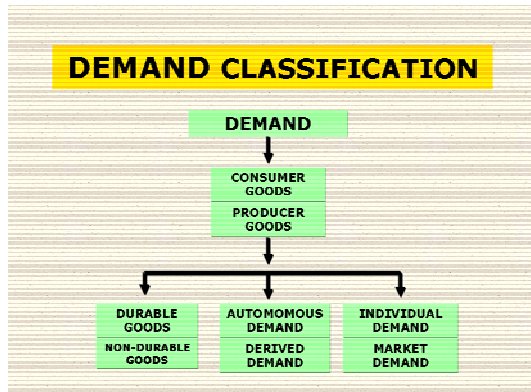 DEMAND CLASSIFICATION
DEMAND
CONSUMER
GOODS
PRODUCER
GOODS
DURABLE
GOODS
NON-DURABLE
GOODS
AUTOMOMOUS
DEMAND
DERIVED
DEMAND
INDIVIDUAL
DEMAND
MARKET
DEMAND